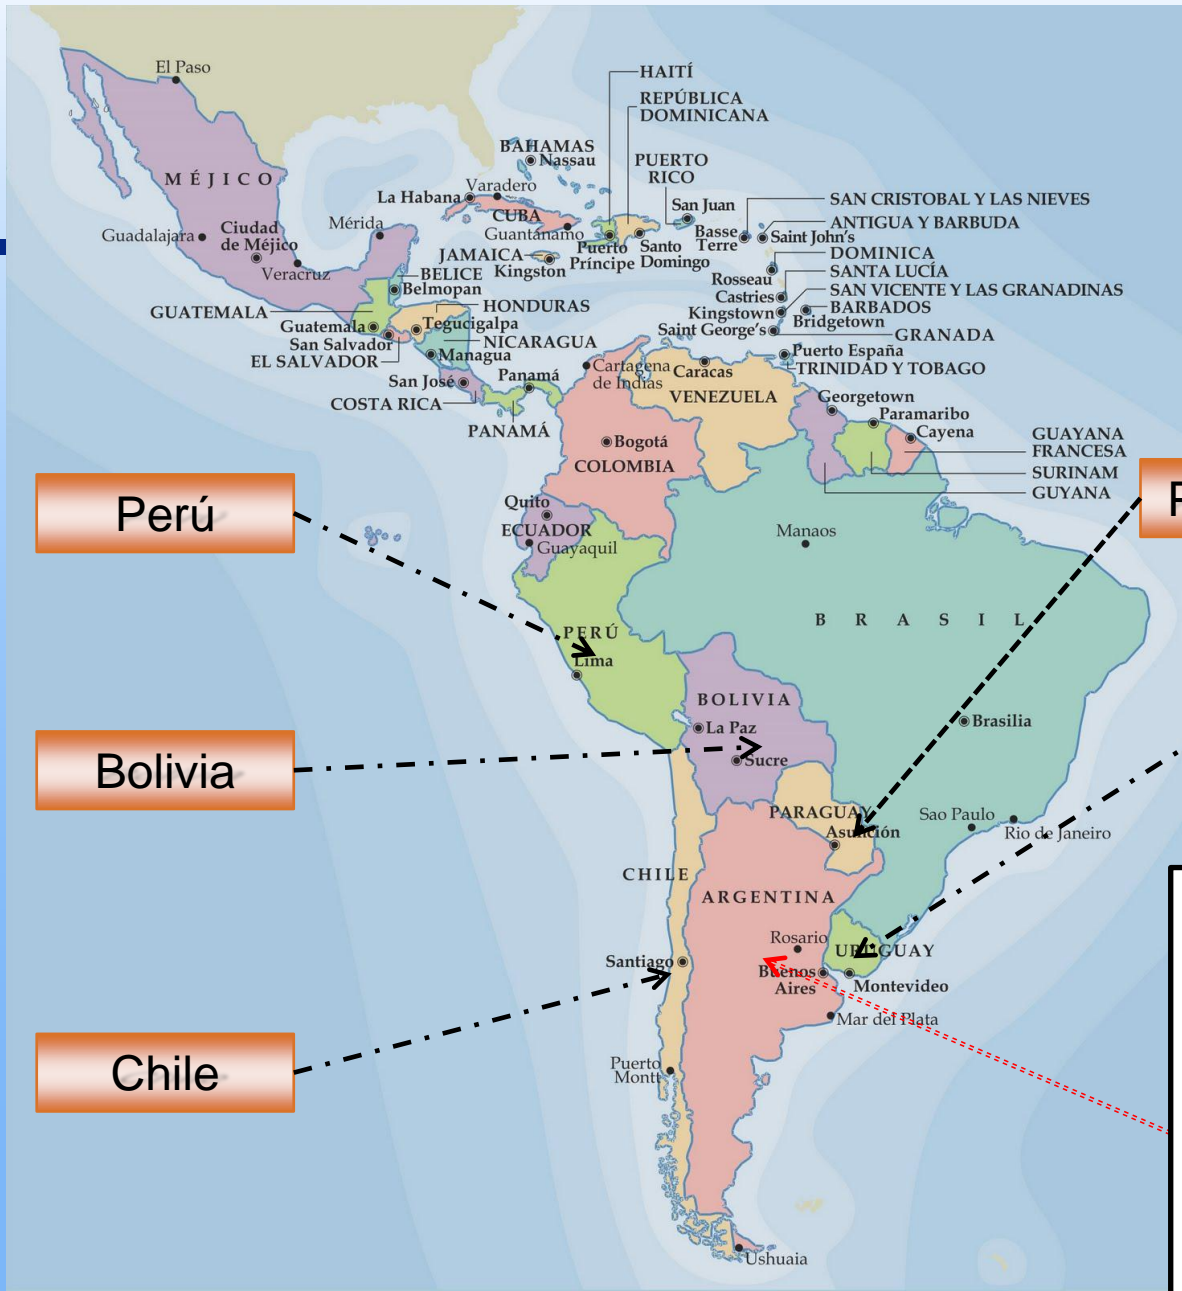 El Paso
HAITÍ
REPÚBLICA
DOMINICANA
BAHAMAS
Nassau
PUERTO
RICO
MÉJICO
La Habana
Varadero
CUBA
Guantánamo
San Juan
SAN CRISTOBAL Y LAS NIEVES
ANTIGUA Y BARBUDA
Basse
Terre
Saint John's
Guadalajara
Ciudad
de Méjico
Mérida
Veracruz
JAMAICA
Kingston
Puerto
Príncipe
Santo
Domingo
DOMINICA
Rosseau
SANTA LUCÍA
Castries
SAN VICENTE Y LAS GRANADINAS
Kingstown
BARBADOS
Bridgetown
BELICE
Belmopan
GUATEMALA
Guatemala
HONDURAS
Tegucigalpa
San Salvador
EL SALVADOR
NICARAGUA
Managua
Saint George's
GRANADA
Puerto España
TRINIDAD Y TOBAGO
San José
COSTA RICA
Panamá
PANAMÁ
Cartagena
de Indias
Caracas
VENEZUELA
Georgetown
Paramaribo
Cayena
GUAYANA
FRANCESA
SURINAM
GUYANA
Bogotá
COLOMBIA
Perú
P
Quito
ECUADOR
Guayaquil
Manaos
BRASIL
PERÚ
Lima
BOLIVIA
La Paz
Sucre
Brasilia
Bolivia
PARAGUAY
Asunción
Sao Paulo
Rio de Janeiro
CHILE
ARGENTINA
Rosario
URUGUAY
Santiago
Buenos
Aires
Montevideo
Mar del Plata
Chile
Puerto
Montt
Ushuaia